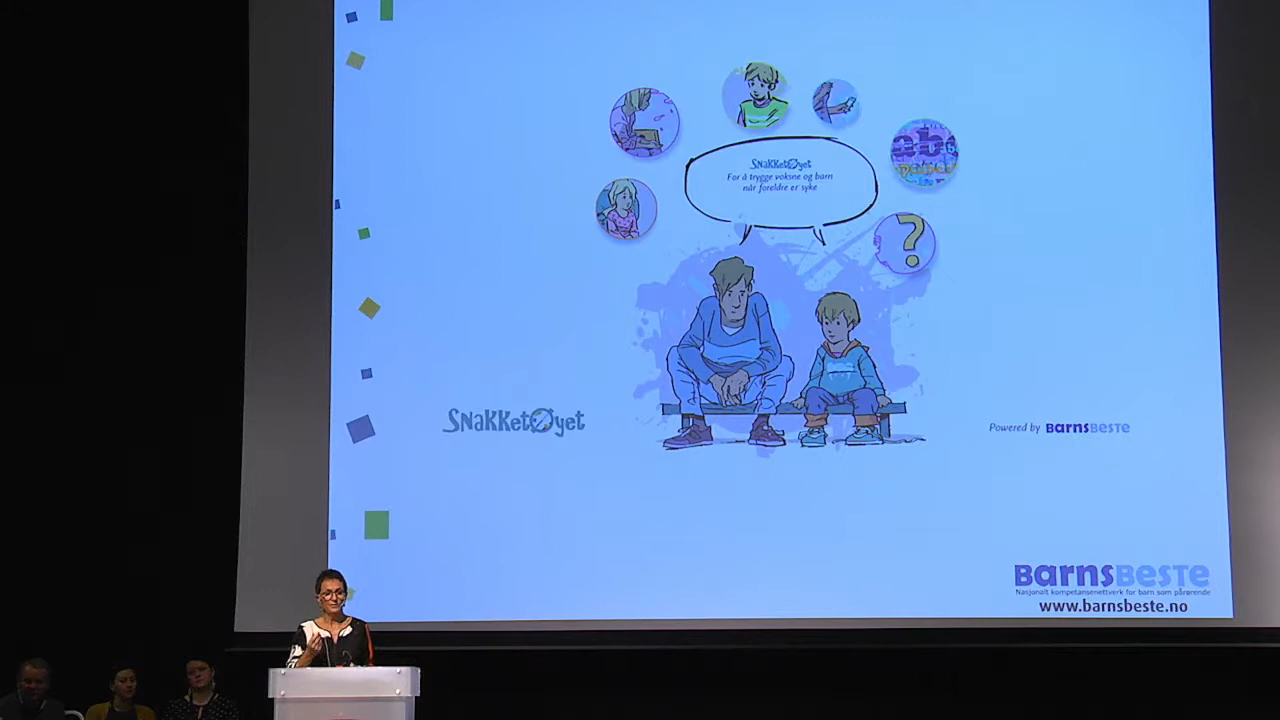 SnaKKetØyet
For å trygge voksne og barn
når foreldre er syke
abc
?
SnaKKetØyet
Powered by BarnsBESTE
BarnsBESTE
Nasjonalt kompetansenettverk for barn som pårørende
www.barnsbeste.no